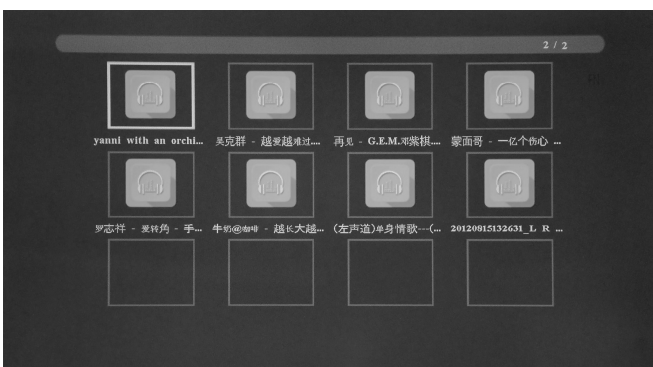 2 / 2
yanni with an orchi...
吴克群 - 越爱越难过....
再见 - G.E.M.邓紫棋....
蒙面哥 - 一亿个伤心 ...
罗志祥 - 爱转角 - 手...
牛奶@咖啡 - 越长大越...
(左声道)单身情歌---(...
20120815132631_L R ...